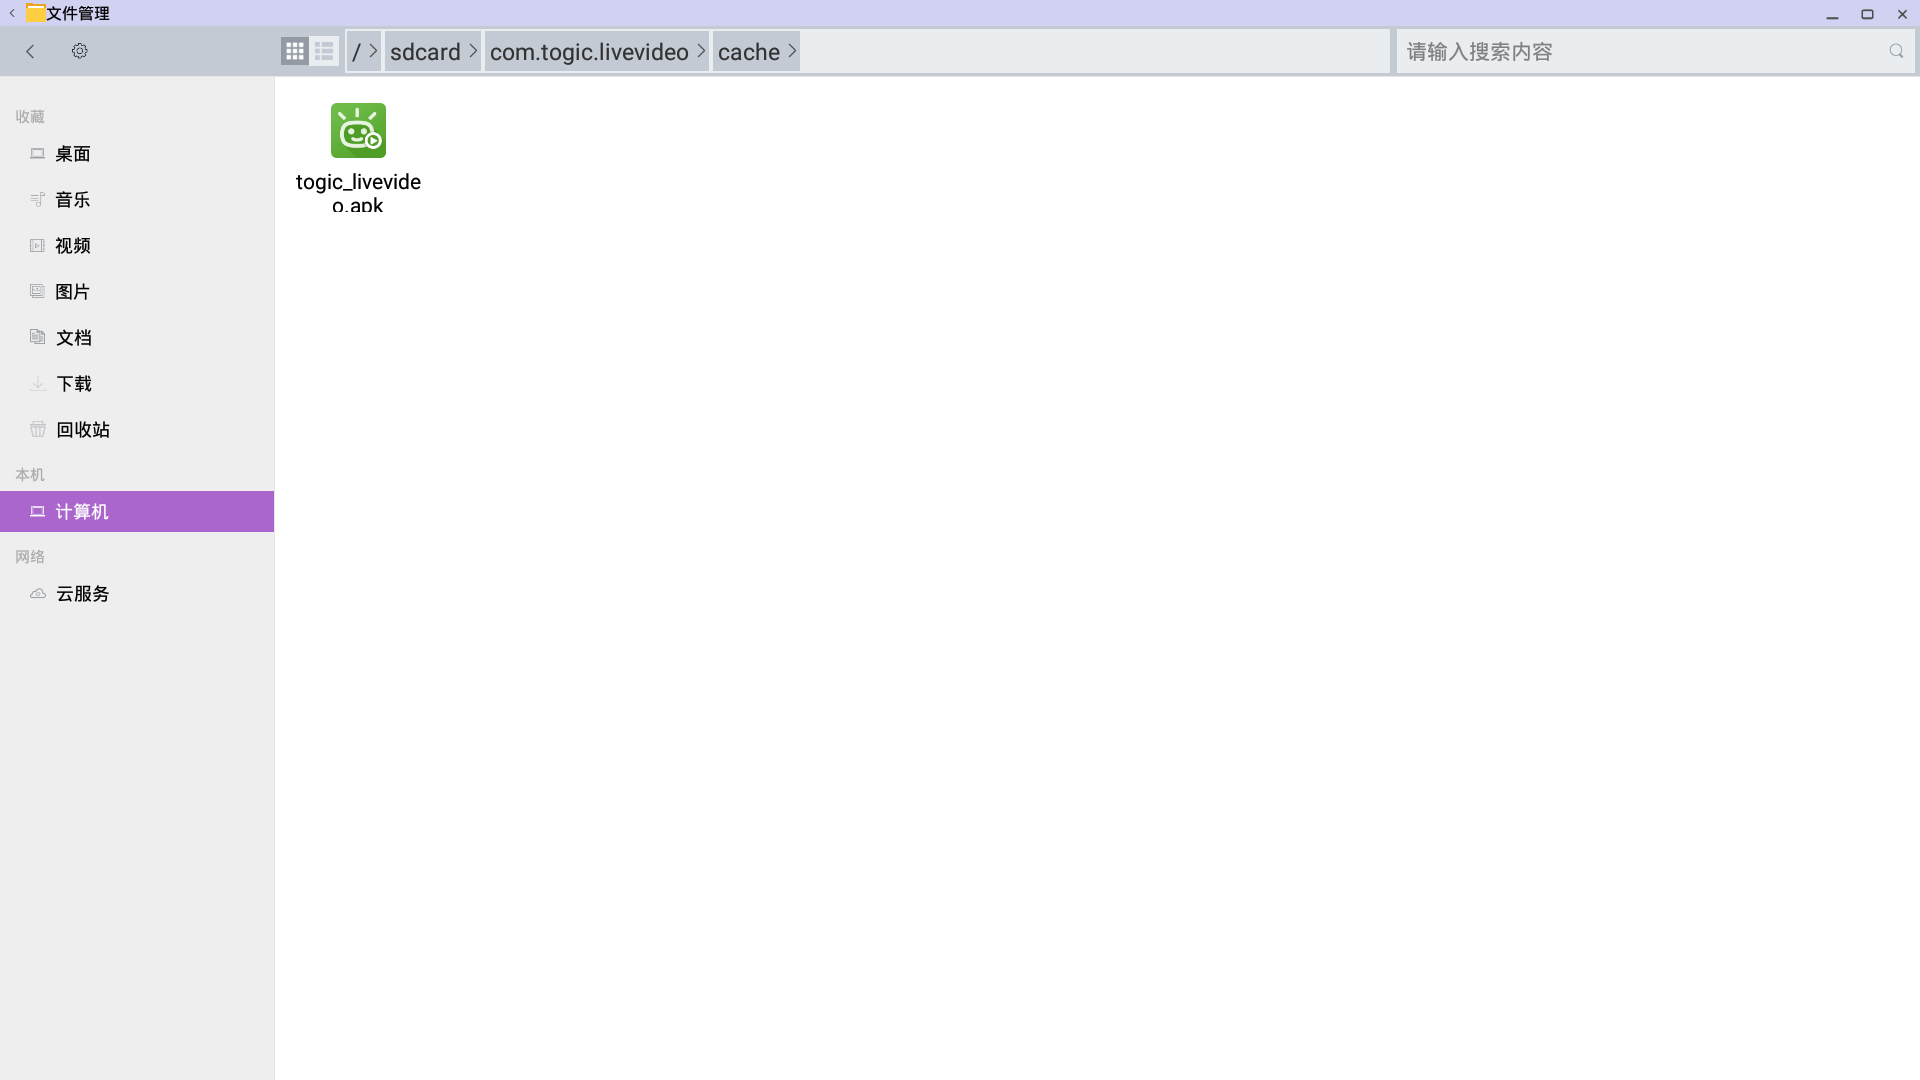 文件管理
/
sdcard
com.togic.livevideo
cache
请输入搜索内容
收藏
桌面
音乐
视频
图片
文档
下载
回收站
本机
计算机
网络
云服务
togic_livevide
o.apk